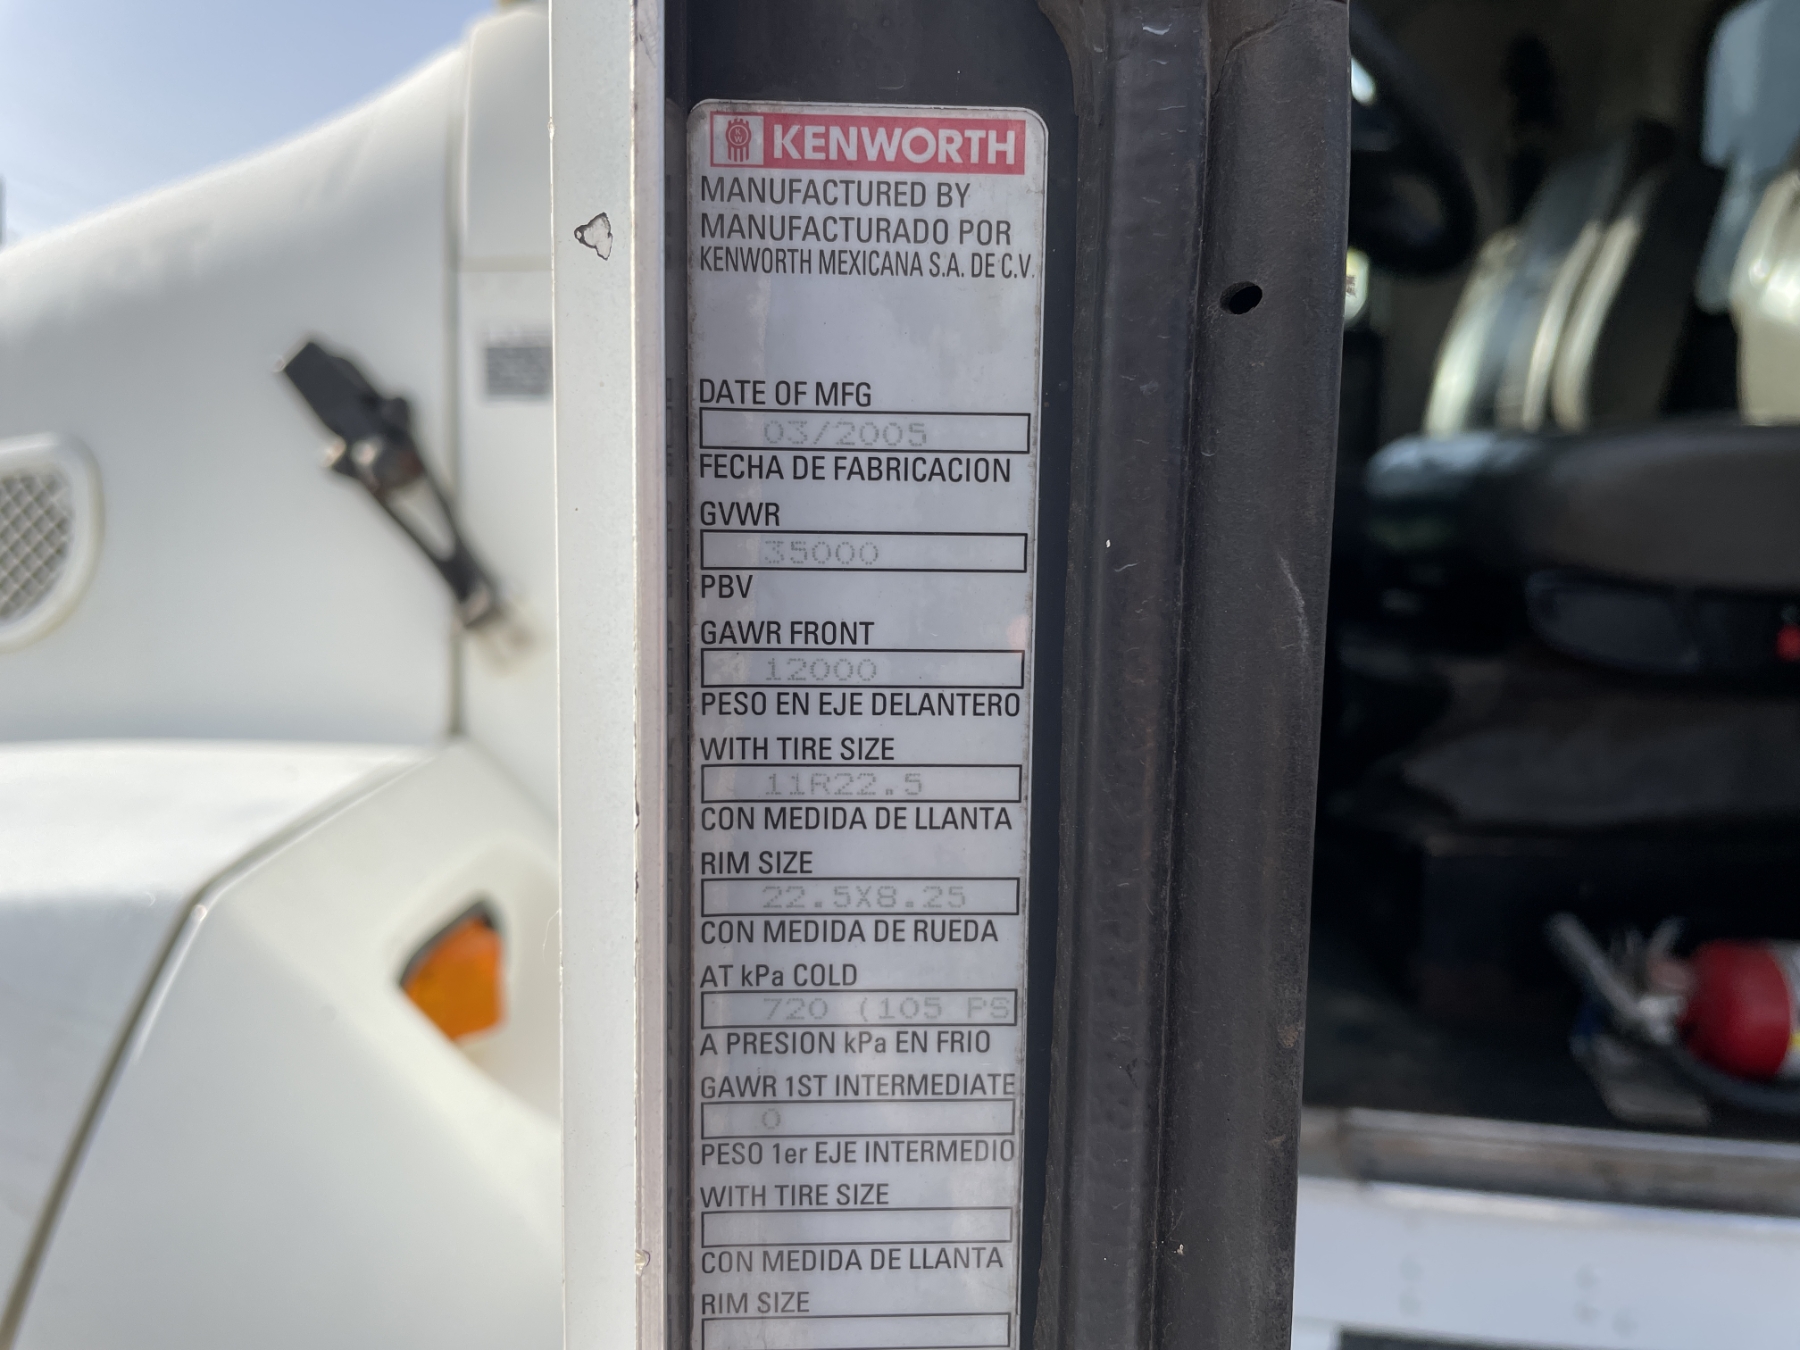 KENWORTH
MANUFACTURED BY
MANUFACTURADO POR
KENWORTH MEXICANA S.A. DE C.V.
DATE OF MFG
03/2005
FECHA DE FABRICACION
GVWR
35000
PBV
GAWR FRONT
12000
PESO EN EJE DELANTERO
WITH TIRE SIZE
11R22.5
CON MEDIDA DE LLANTA
RIM SIZE
22.5X8.25
CON MEDIDA DE RUEDA
AT kPa COLD
720 (105 PS
A PRESION kPa EN FRIO
GAWR 1ST INTERMEDIATE
0
PESO 1er EJE INTERMEDIO
WITH TIRE SIZE
CON MEDIDA DE LLANTA
RIM SIZE